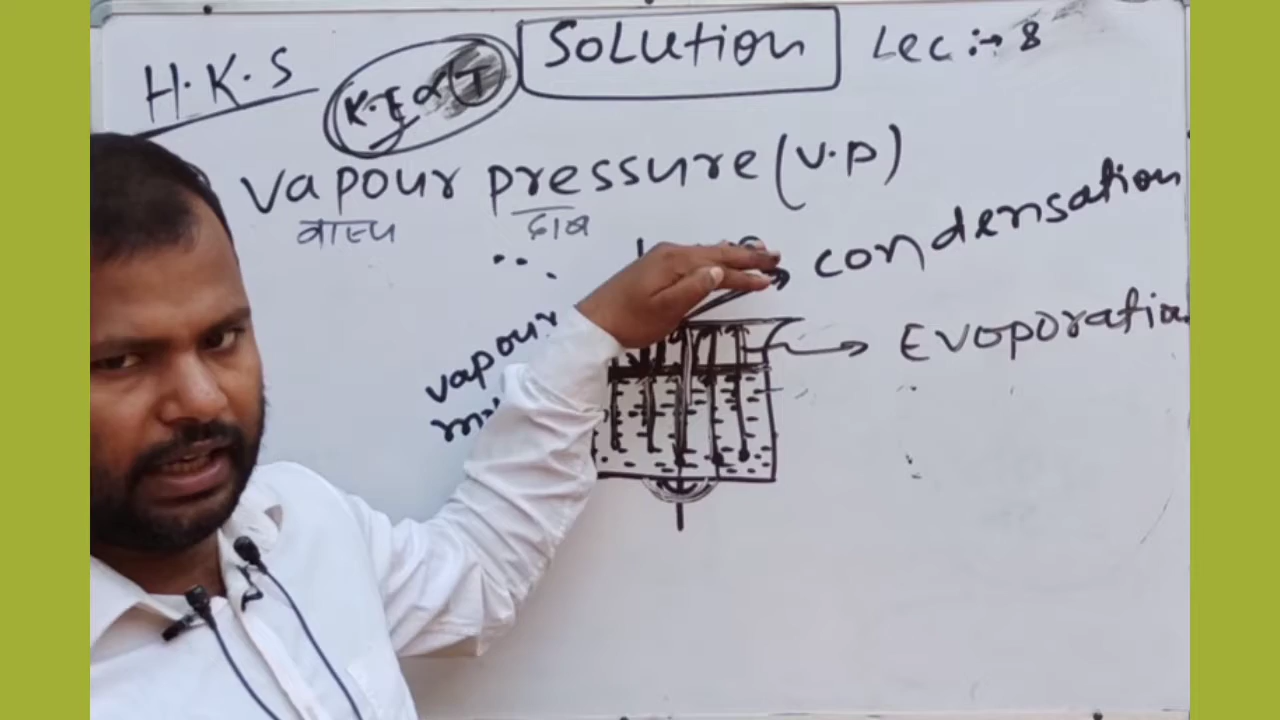 H.K.S
K.E ∝ T
SoLution
Lec :→ 8
Vapour pressure (v.p)
वाष्प दाब
condensation
vapour
Evoporation